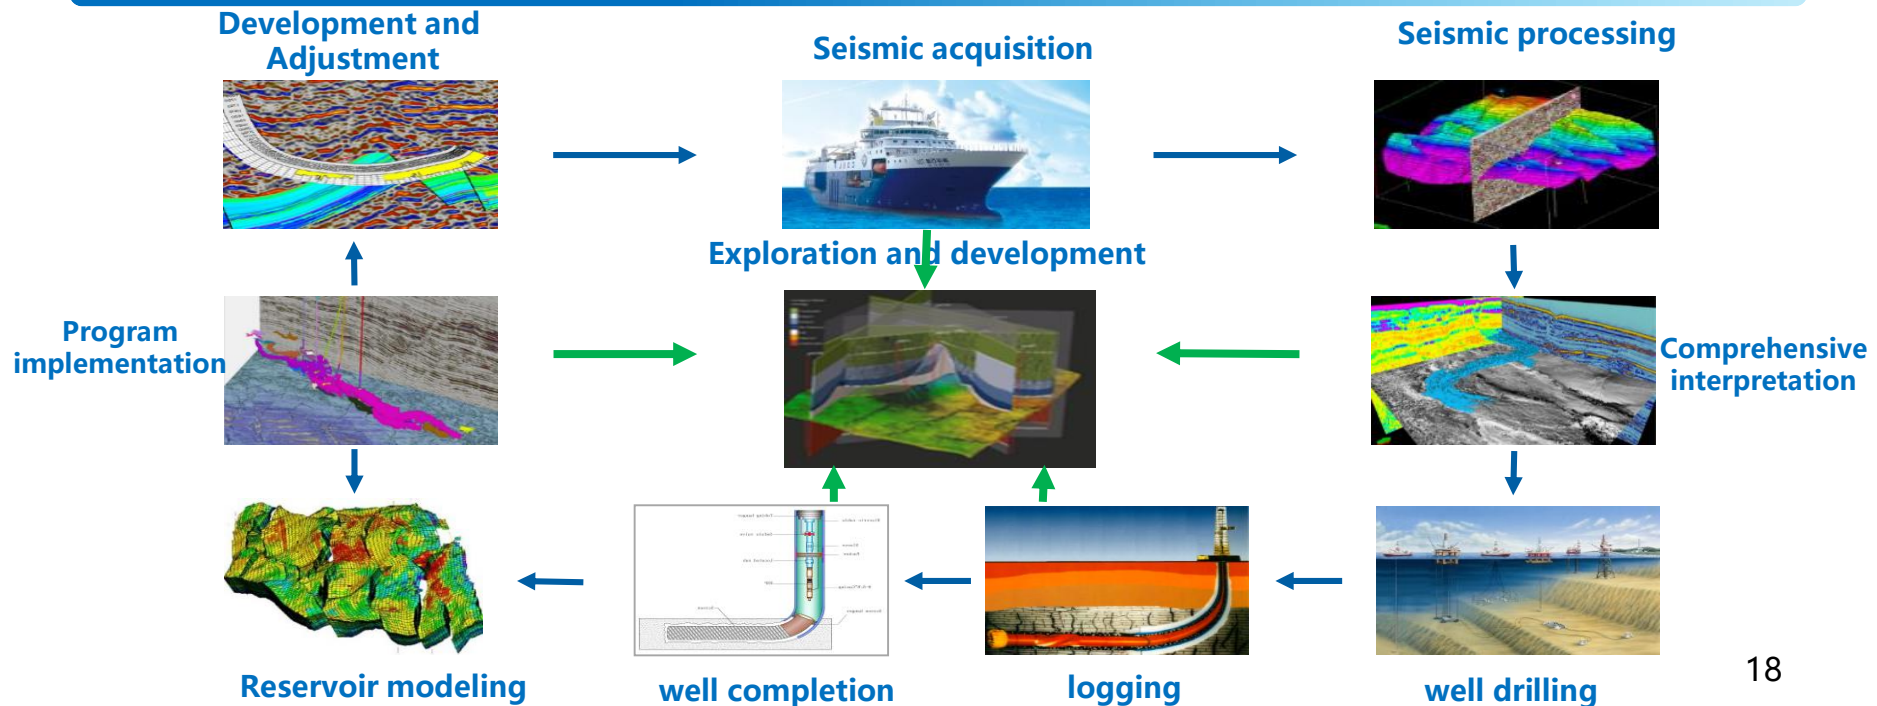 Development and
Adjustment
Seismic acquisition
Seismic processing
Exploration and development
Program
implementation
Comprehensive
interpretation
Reservoir modeling
well completion
logging
well drilling
18